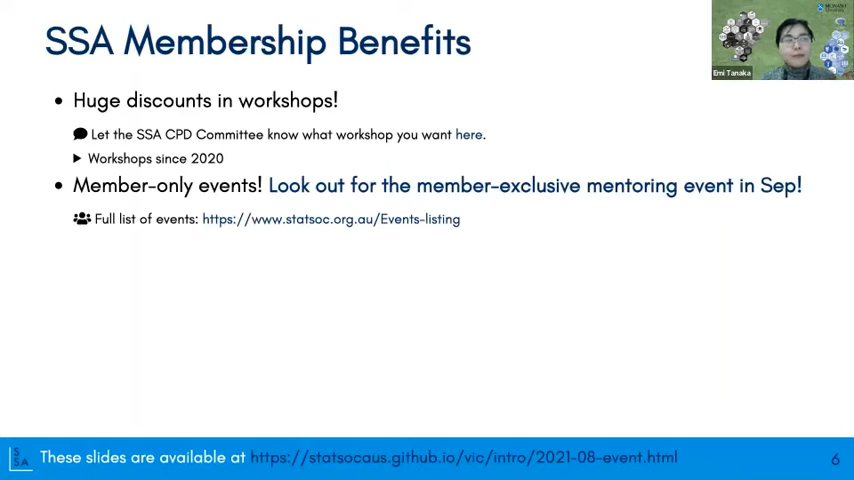 SSA Membership Benefits
MONASH University
Emi Tanaka
Huge discounts in workshops!
Let the SSA CPD Committee know what workshop you want here.
Workshops since 2020
Member-only events! Look out for the member-exclusive mentoring event in Sep!
Full list of events: https://www.statsoc.org.au/Events-listing
SSA
These slides are available at https://statsocaus.github.io/vic/intro/2021-08-event.html
6